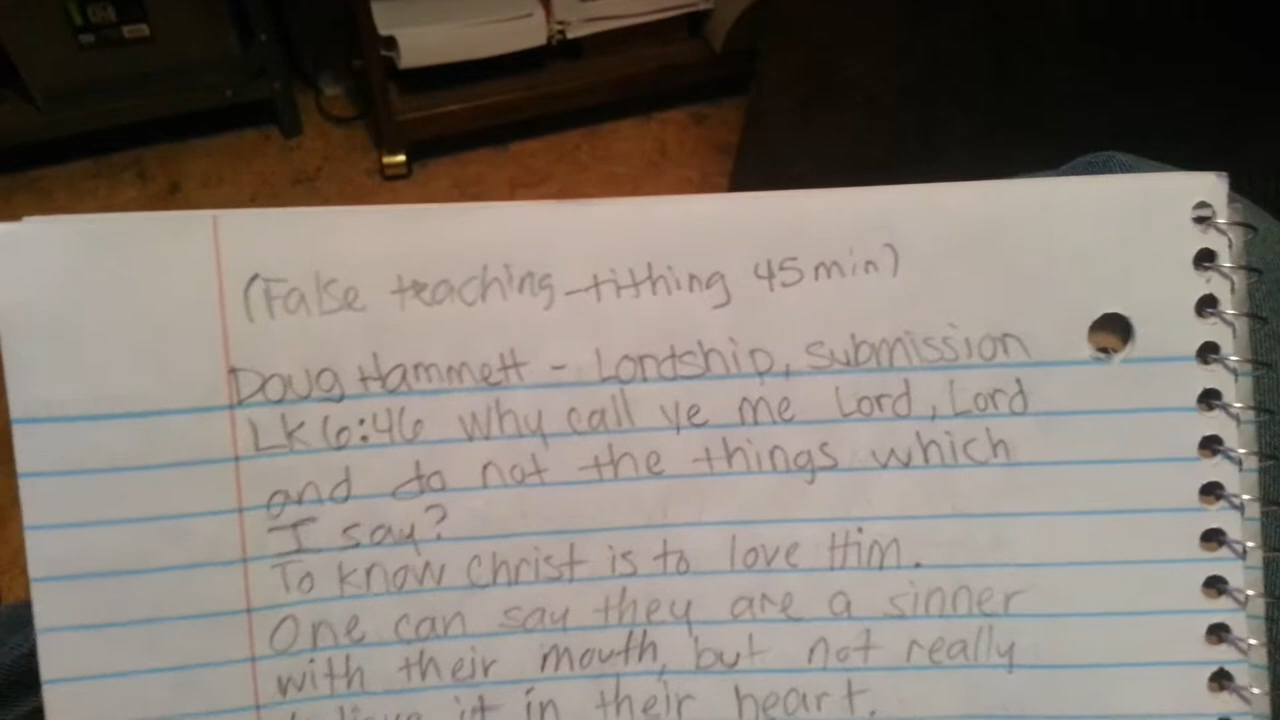 (False teaching-tithing 45min)
Doug Hammett - Lordship, submission
LK 6:46 Why call ye me Lord, Lord
and do not the things which
I say?
To know Christ is to love Him.
One can say they are a sinner
with their mouth, but not really
it in their heart.